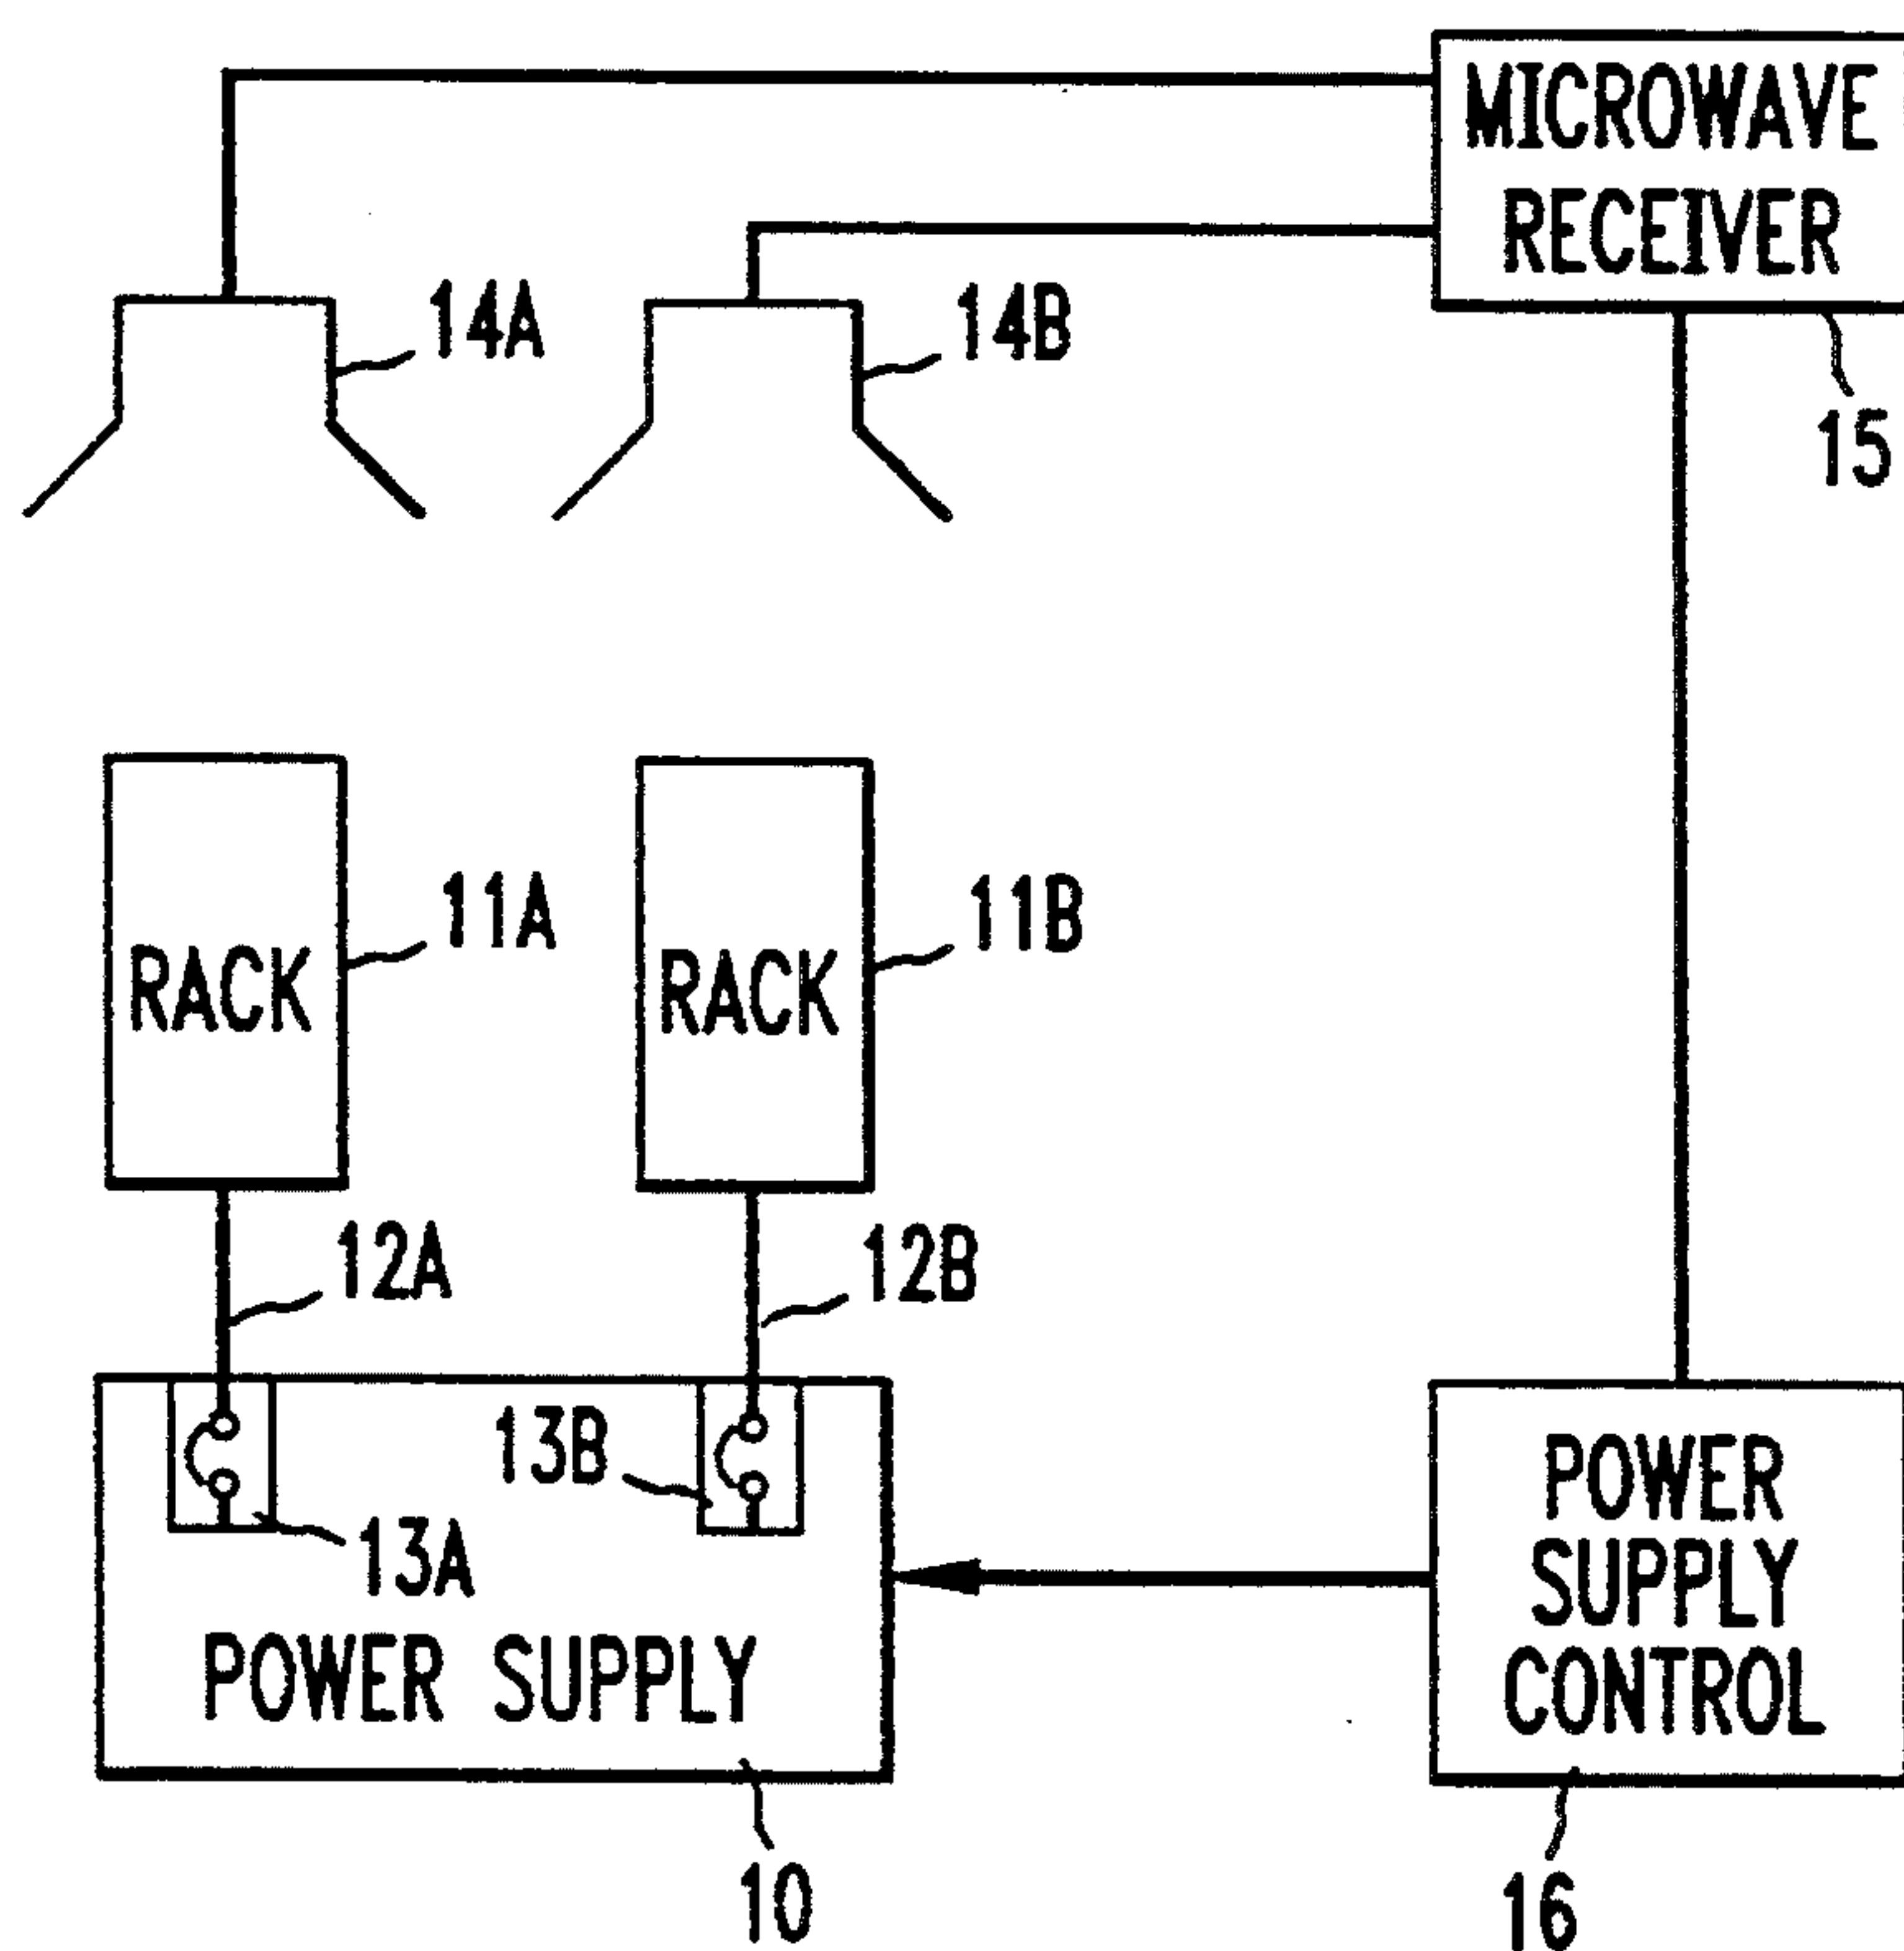 MICROWAVE
RECEIVER
14A
14B
15
11A
11B
RACK
RACK
12A
12B
13B
13A
POWER SUPPLY
POWER
SUPPLY
CONTROL
10
16